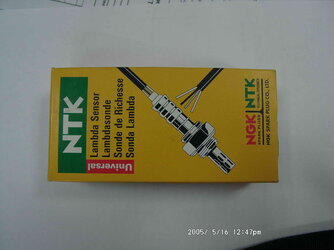 NTK
Lambda Sensor
Lambdasonde
Sonde de Richesse
Sonda Lambda
Universal
NGK NTK
NGK SPARK PLUG CO., LTD.
2005/ 5/16 12:47pm